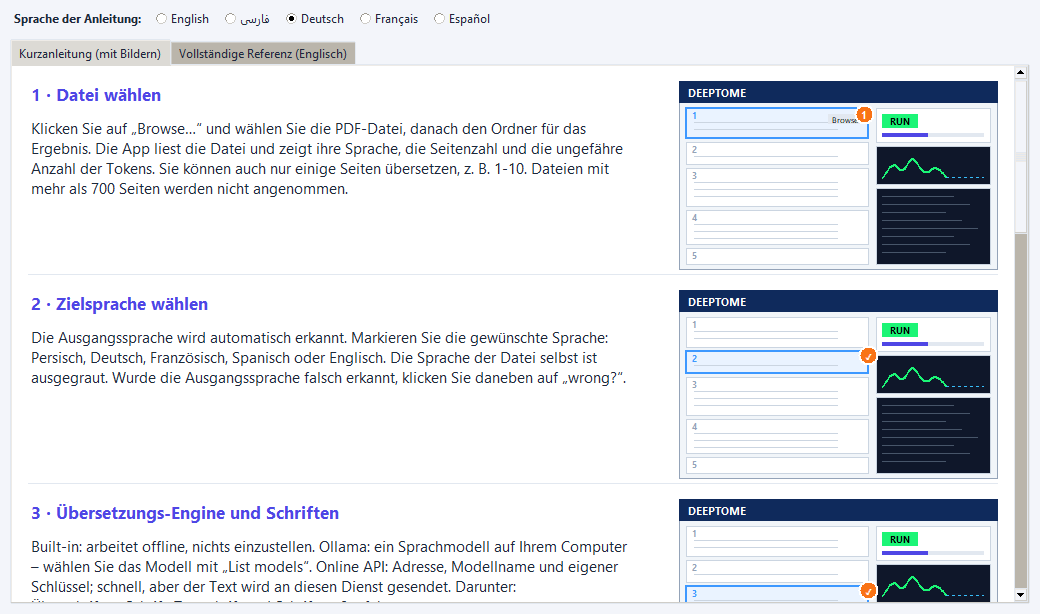 Sprache der Anleitung: English فارسی Deutsch Français Español
Kurzanleitung (mit Bildern) Vollständige Referenz (Englisch)
1 · Datei wählen
Klicken Sie auf „Browse...“ und wählen Sie die PDF-Datei, danach den Ordner für das
Ergebnis. Die App liest die Datei und zeigt ihre Sprache, die Seitenzahl und die ungefähre
Anzahl der Tokens. Sie können auch nur einige Seiten übersetzen, z. B. 1-10. Dateien mit
mehr als 700 Seiten werden nicht angenommen.
DEEPTOME
1 Browse 1
RUN
2
3
4
5
2 · Zielsprache wählen
Die Ausgangssprache wird automatisch erkannt. Markieren Sie die gewünschte Sprache:
Persisch, Deutsch, Französisch, Spanisch oder Englisch. Die Sprache der Datei selbst ist
ausgegraut. Wurde die Ausgangssprache falsch erkannt, klicken Sie daneben auf „wrong?“.
DEEPTOME
1
RUN
2 ✓
3
4
5
3 · Übersetzungs-Engine und Schriften
Built-in: arbeitet offline, nichts einzustellen. Ollama: ein Sprachmodell auf Ihrem Computer
– wählen Sie das Modell mit „List models“. Online API: Adresse, Modellname und eigener
Schlüssel; schnell, aber der Text wird an diesen Dienst gesendet. Darunter:
DEEPTOME
1
RUN
2
3 ✓